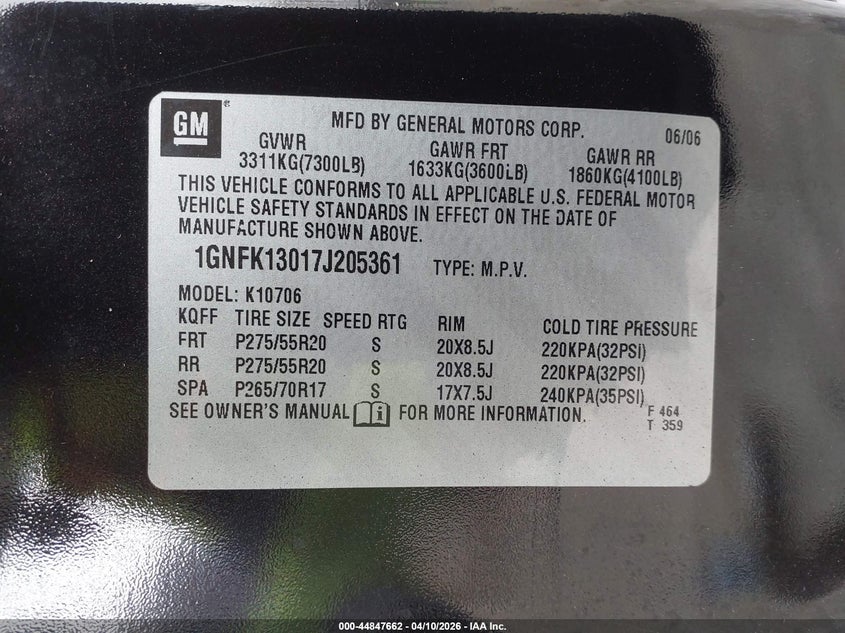 GM ®
MFD BY GENERAL MOTORS CORP. 06/06
GVWR GAWR FRT GAWR RR
3311KG(7300LB) 1633KG(3600LB) 1860KG(4100LB)
THIS VEHICLE CONFORMS TO ALL APPLICABLE U.S. FEDERAL MOTOR
VEHICLE SAFETY STANDARDS IN EFFECT ON THE DATE OF
MANUFACTURE SHOWN ABOVE.
1GNFK13017J205361 TYPE: M.P.V.
MODEL: K10706
KQFF TIRE SIZE SPEED RTG RIM COLD TIRE PRESSURE
FRT P275/55R20 S 20X8.5J 220KPA(32PSI)
RR P275/55R20 S 20X8.5J 220KPA(32PSI)
SPA P265/70R17 S 17X7.5J 240KPA(35PSI)
SEE OWNER'S MANUAL FOR MORE INFORMATION.
F 464
T 359
000-44847662 - 04/10/2026 - IAA Inc.